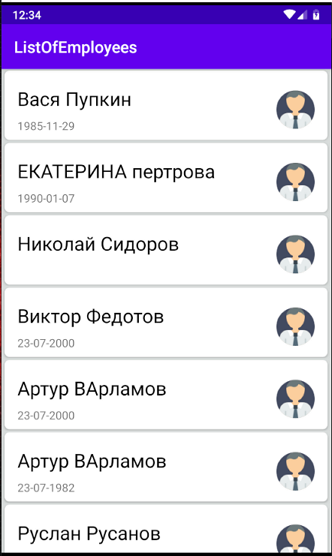 12:34
ListOfEmployees
Вася Пупкин
1985-11-29
ЕКАТЕРИНА пертрова
1990-01-07
Николай Сидоров
Виктор Федотов
23-07-2000
Артур ВАрламов
23-07-2000
Артур ВАрламов
23-07-1982
Руслан Русанов